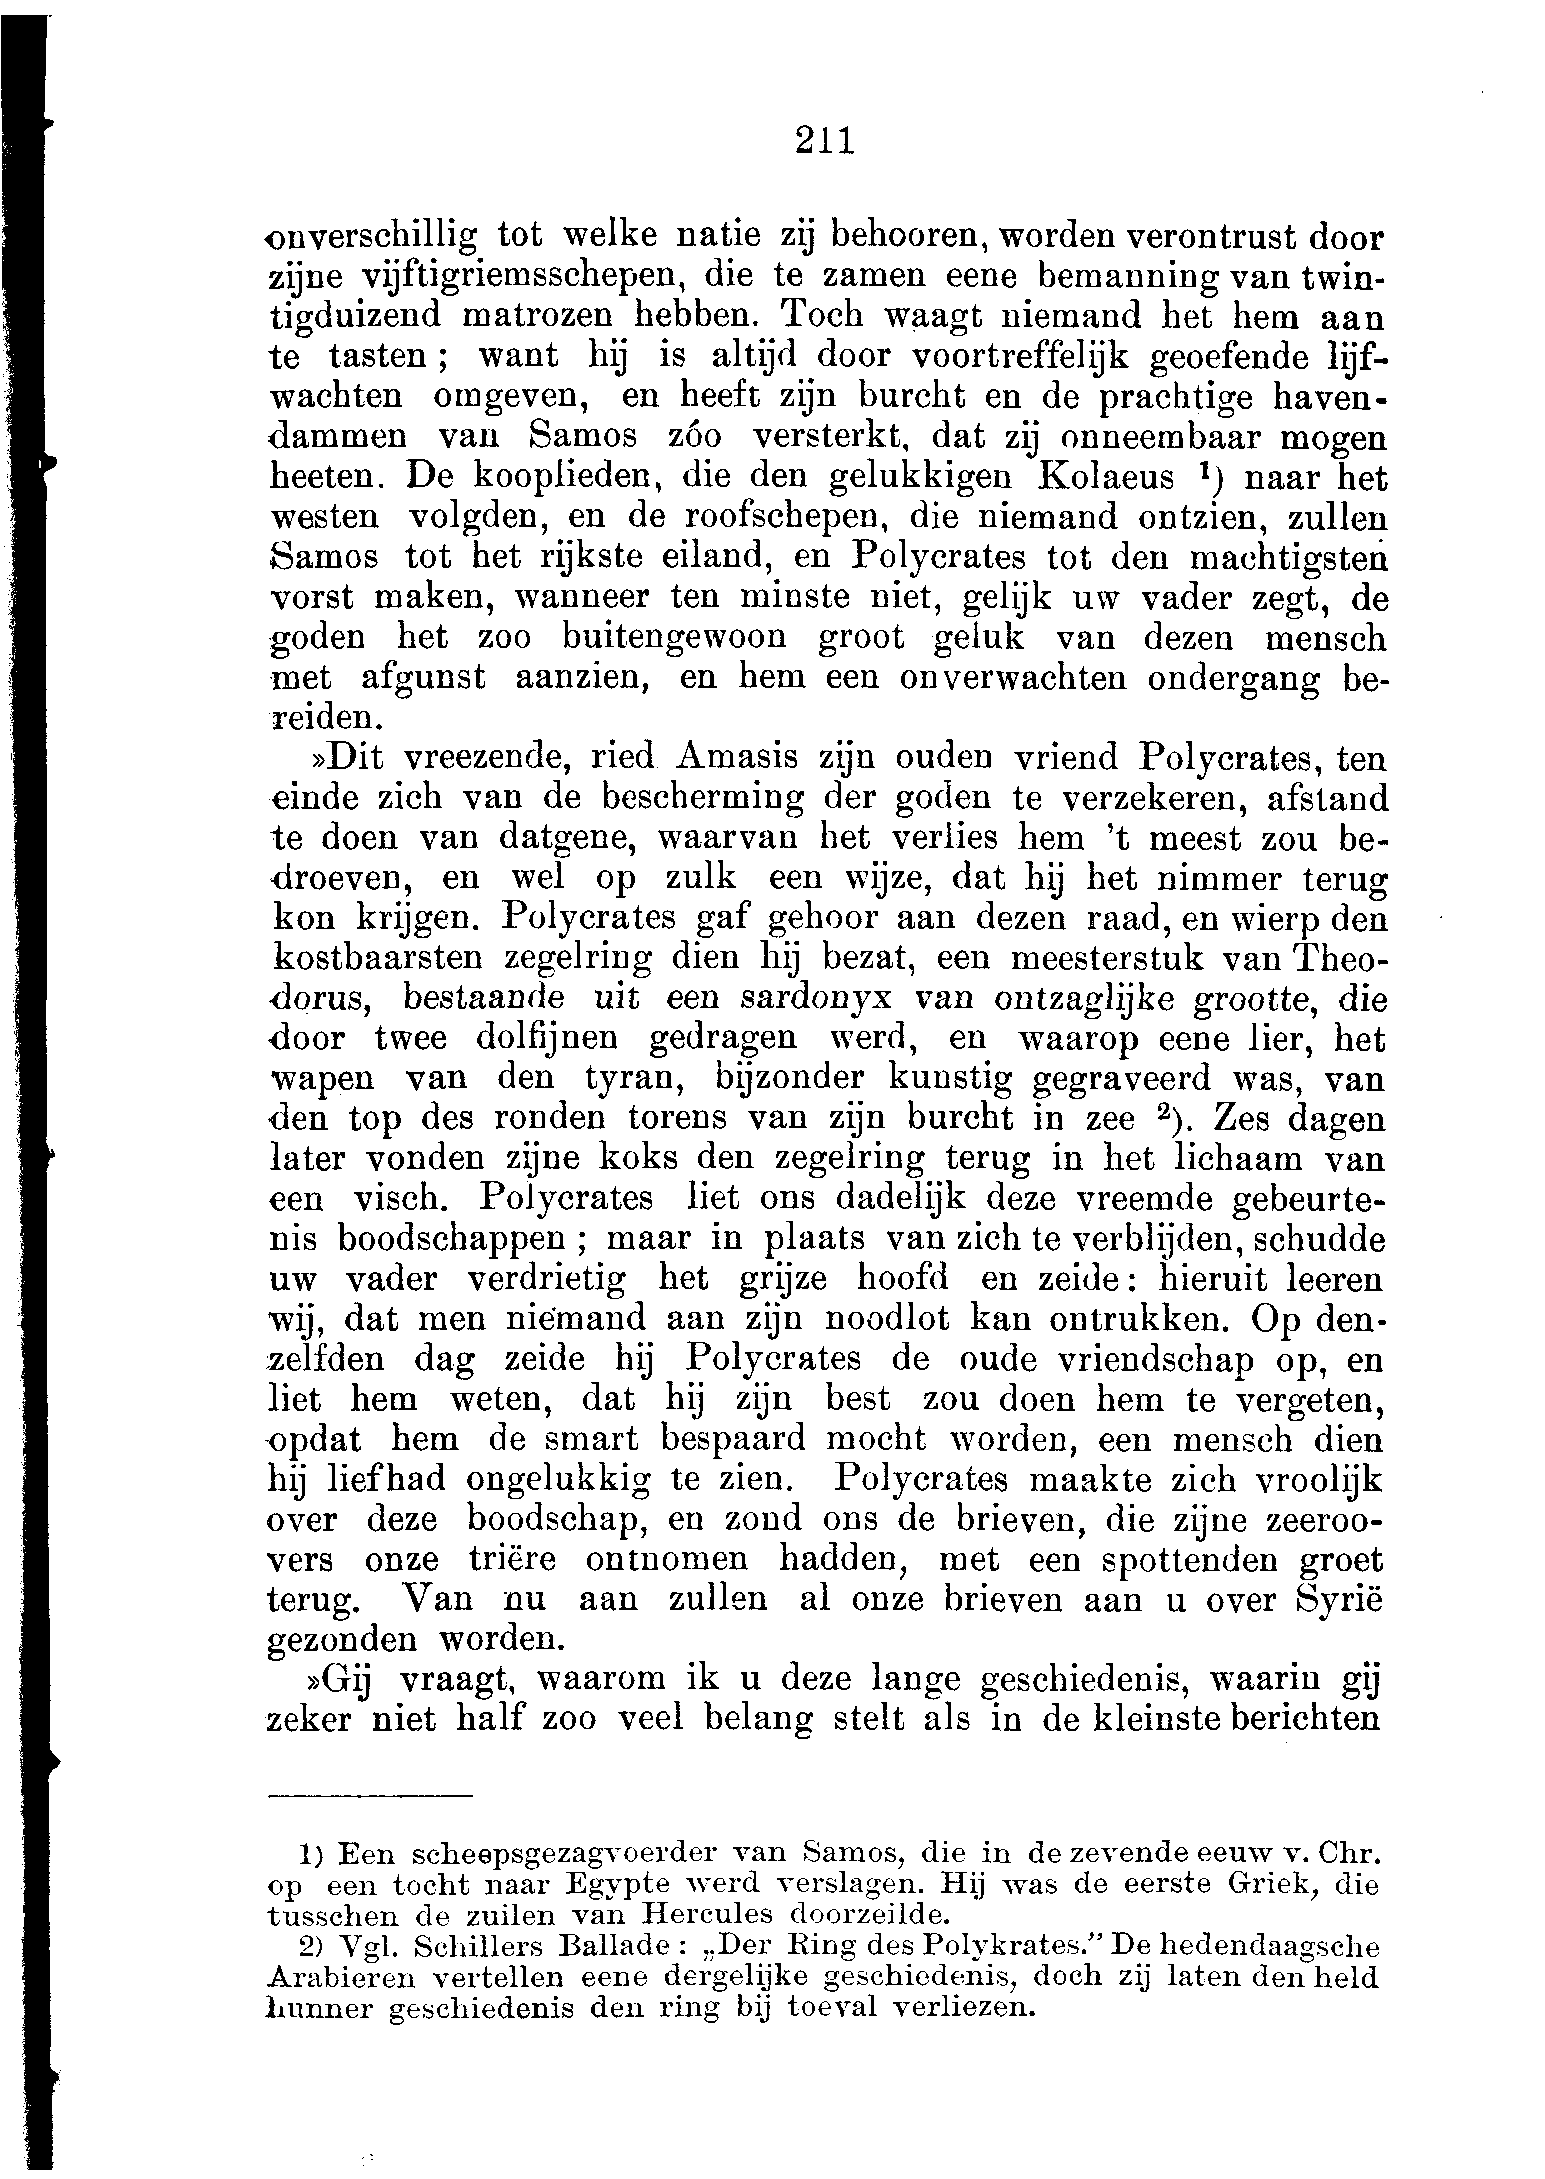 211
onverschillig tot welke natie zij behooren, worden verontrust door
zijne vijftigriemsschepen, die te zamen eene bemanning van twin-
tigduizend matrozen hebben. Toch waagt niemand het hem aan
te tasten; want hij is altijd door voortreffelijk geoefende lijf-
wachten omgeven, en heeft zijn burcht en de prachtige haven-
dammen van Samos zóo versterkt, dat zij onneembaar mogen
heeten. De kooplieden, die den gelukkigen Kolaeus ¹) naar het
westen volgden, en de roofschepen, die niemand ontzien, zullen
Samos tot het rijkste eiland, en Polycrates tot den machtigsten
vorst maken, wanneer ten minste niet, gelijk uw vader zegt, de
goden het zoo buitengewoon groot geluk van dezen mensch
met afgunst aanzien, en hem een onverwachten ondergang be-
reiden.
»Dit vreezende, ried Amasis zijn ouden vriend Polycrates, ten
einde zich van de bescherming der goden te verzekeren, afstand
te doen van datgene, waarvan het verlies hem 't meest zou be-
droeven, en wel op zulk een wijze, dat hij het nimmer terug
kon krijgen. Polycrates gaf gehoor aan dezen raad, en wierp den
kostbaarsten zegelring dien hij bezat, een meesterstuk van Theo-
dorus, bestaande uit een sardonyx van ontzaglijke grootte, die
door twee dolfijnen gedragen werd, en waarop eene lier, het
wapen van den tyran, bijzonder kunstig gegraveerd was, van
den top des ronden torens van zijn burcht in zee ²). Zes dagen
later vonden zijne koks den zegelring terug in het lichaam van
een visch. Polycrates liet ons dadelijk deze vreemde gebeurte-
nis boodschappen; maar in plaats van zich te verblijden, schudde
uw vader verdrietig het grijze hoofd en zeide: hieruit leeren
wij, dat men niemand aan zijn noodlot kan ontrukken. Op den-
zelfden dag zeide hij Polycrates de oude vriendschap op, en
liet hem weten, dat hij zijn best zou doen hem te vergeten,
opdat hem de smart bespaard mocht worden, een mensch dien
hij liefhad ongelukkig te zien. Polycrates maakte zich vroolijk
over deze boodschap, en zond ons de brieven, die zijne zeeroo-
vers onze triëre ontnomen hadden, met een spottenden groet
terug. Van nu aan zullen al onze brieven aan u over Syrië
gezonden worden.
»Gij vraagt, waarom ik u deze lange geschiedenis, waarin gij
zeker niet half zoo veel belang stelt als in de kleinste berichten
1) Een scheepsgezagvoerder van Samos, die in de zevende eeuw v. Chr.
op een tocht naar Egypte werd verslagen. Hij was de eerste Griek, die
tusschen de zuilen van Hercules doorzeilde.
2) Vgl. Schillers Ballade: „Der Ring des Polykrates." De hedendaagsche
Arabieren vertellen eene dergelijke geschiedenis, doch zij laten den held
hunner geschiedenis den ring bij toeval verliezen.